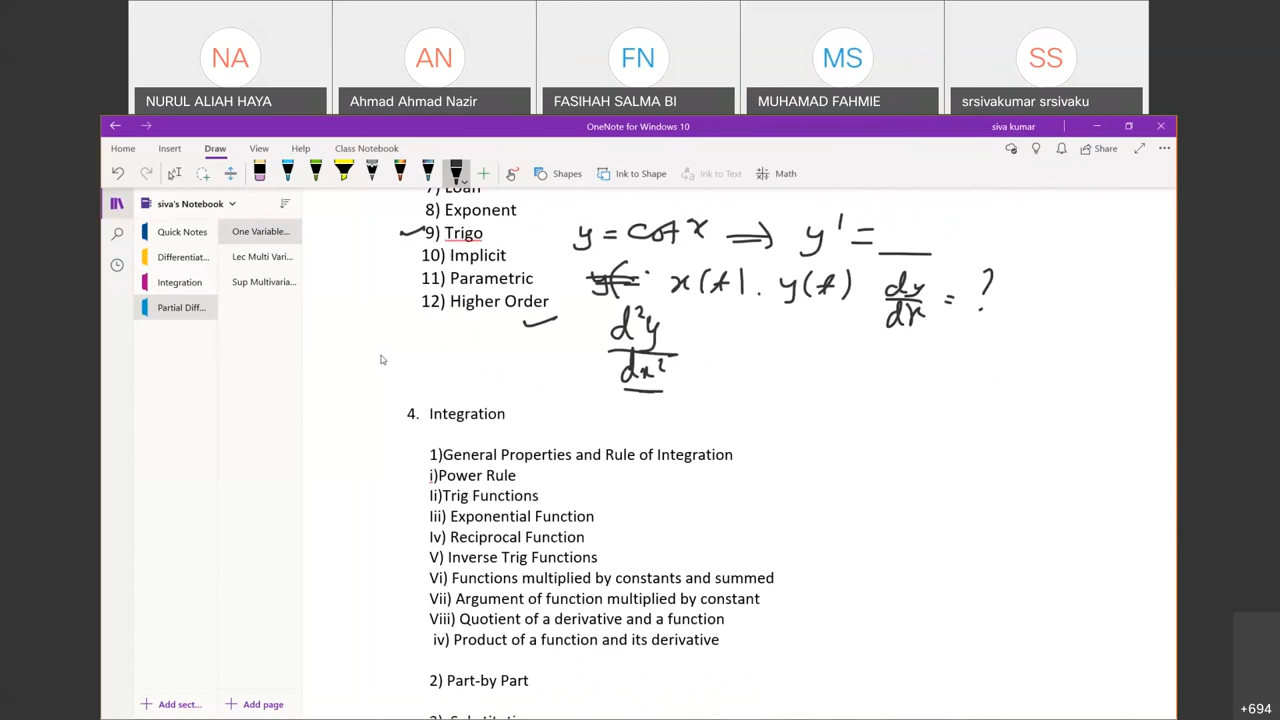 NA AN FN MS SS
NURUL ALIAH HAYA Ahmad Ahmad Nazir FASIHAH SALMA BI MUHAMAD FAHMIE srsivakumar srsivaku
OneNote for Windows 10 siva kumar
Home Insert Draw View Help Class Notebook Share
Shapes Ink to Shape Ink to Text Math
siva's Notebook
Quick Notes
Differentiat...
Integration
Partial Diff...
One Variable...
Lec Multi Vari...
Sup Multivaria...
7) Loan
8) Exponent
9) Trigo y = cot x ⇒ y' = __
10) Implicit
11) Parametric x(t). y(t) dy/dx = ?
12) Higher Order
d²y/dx²
4. Integration
1)General Properties and Rule of Integration
i)Power Rule
Ii)Trig Functions
Iii) Exponential Function
Iv) Reciprocal Function
V) Inverse Trig Functions
Vi) Functions multiplied by constants and summed
Vii) Argument of function multiplied by constant
Viii) Quotient of a derivative and a function
iv) Product of a function and its derivative
2) Part-by Part
Add sect... Add page
+694